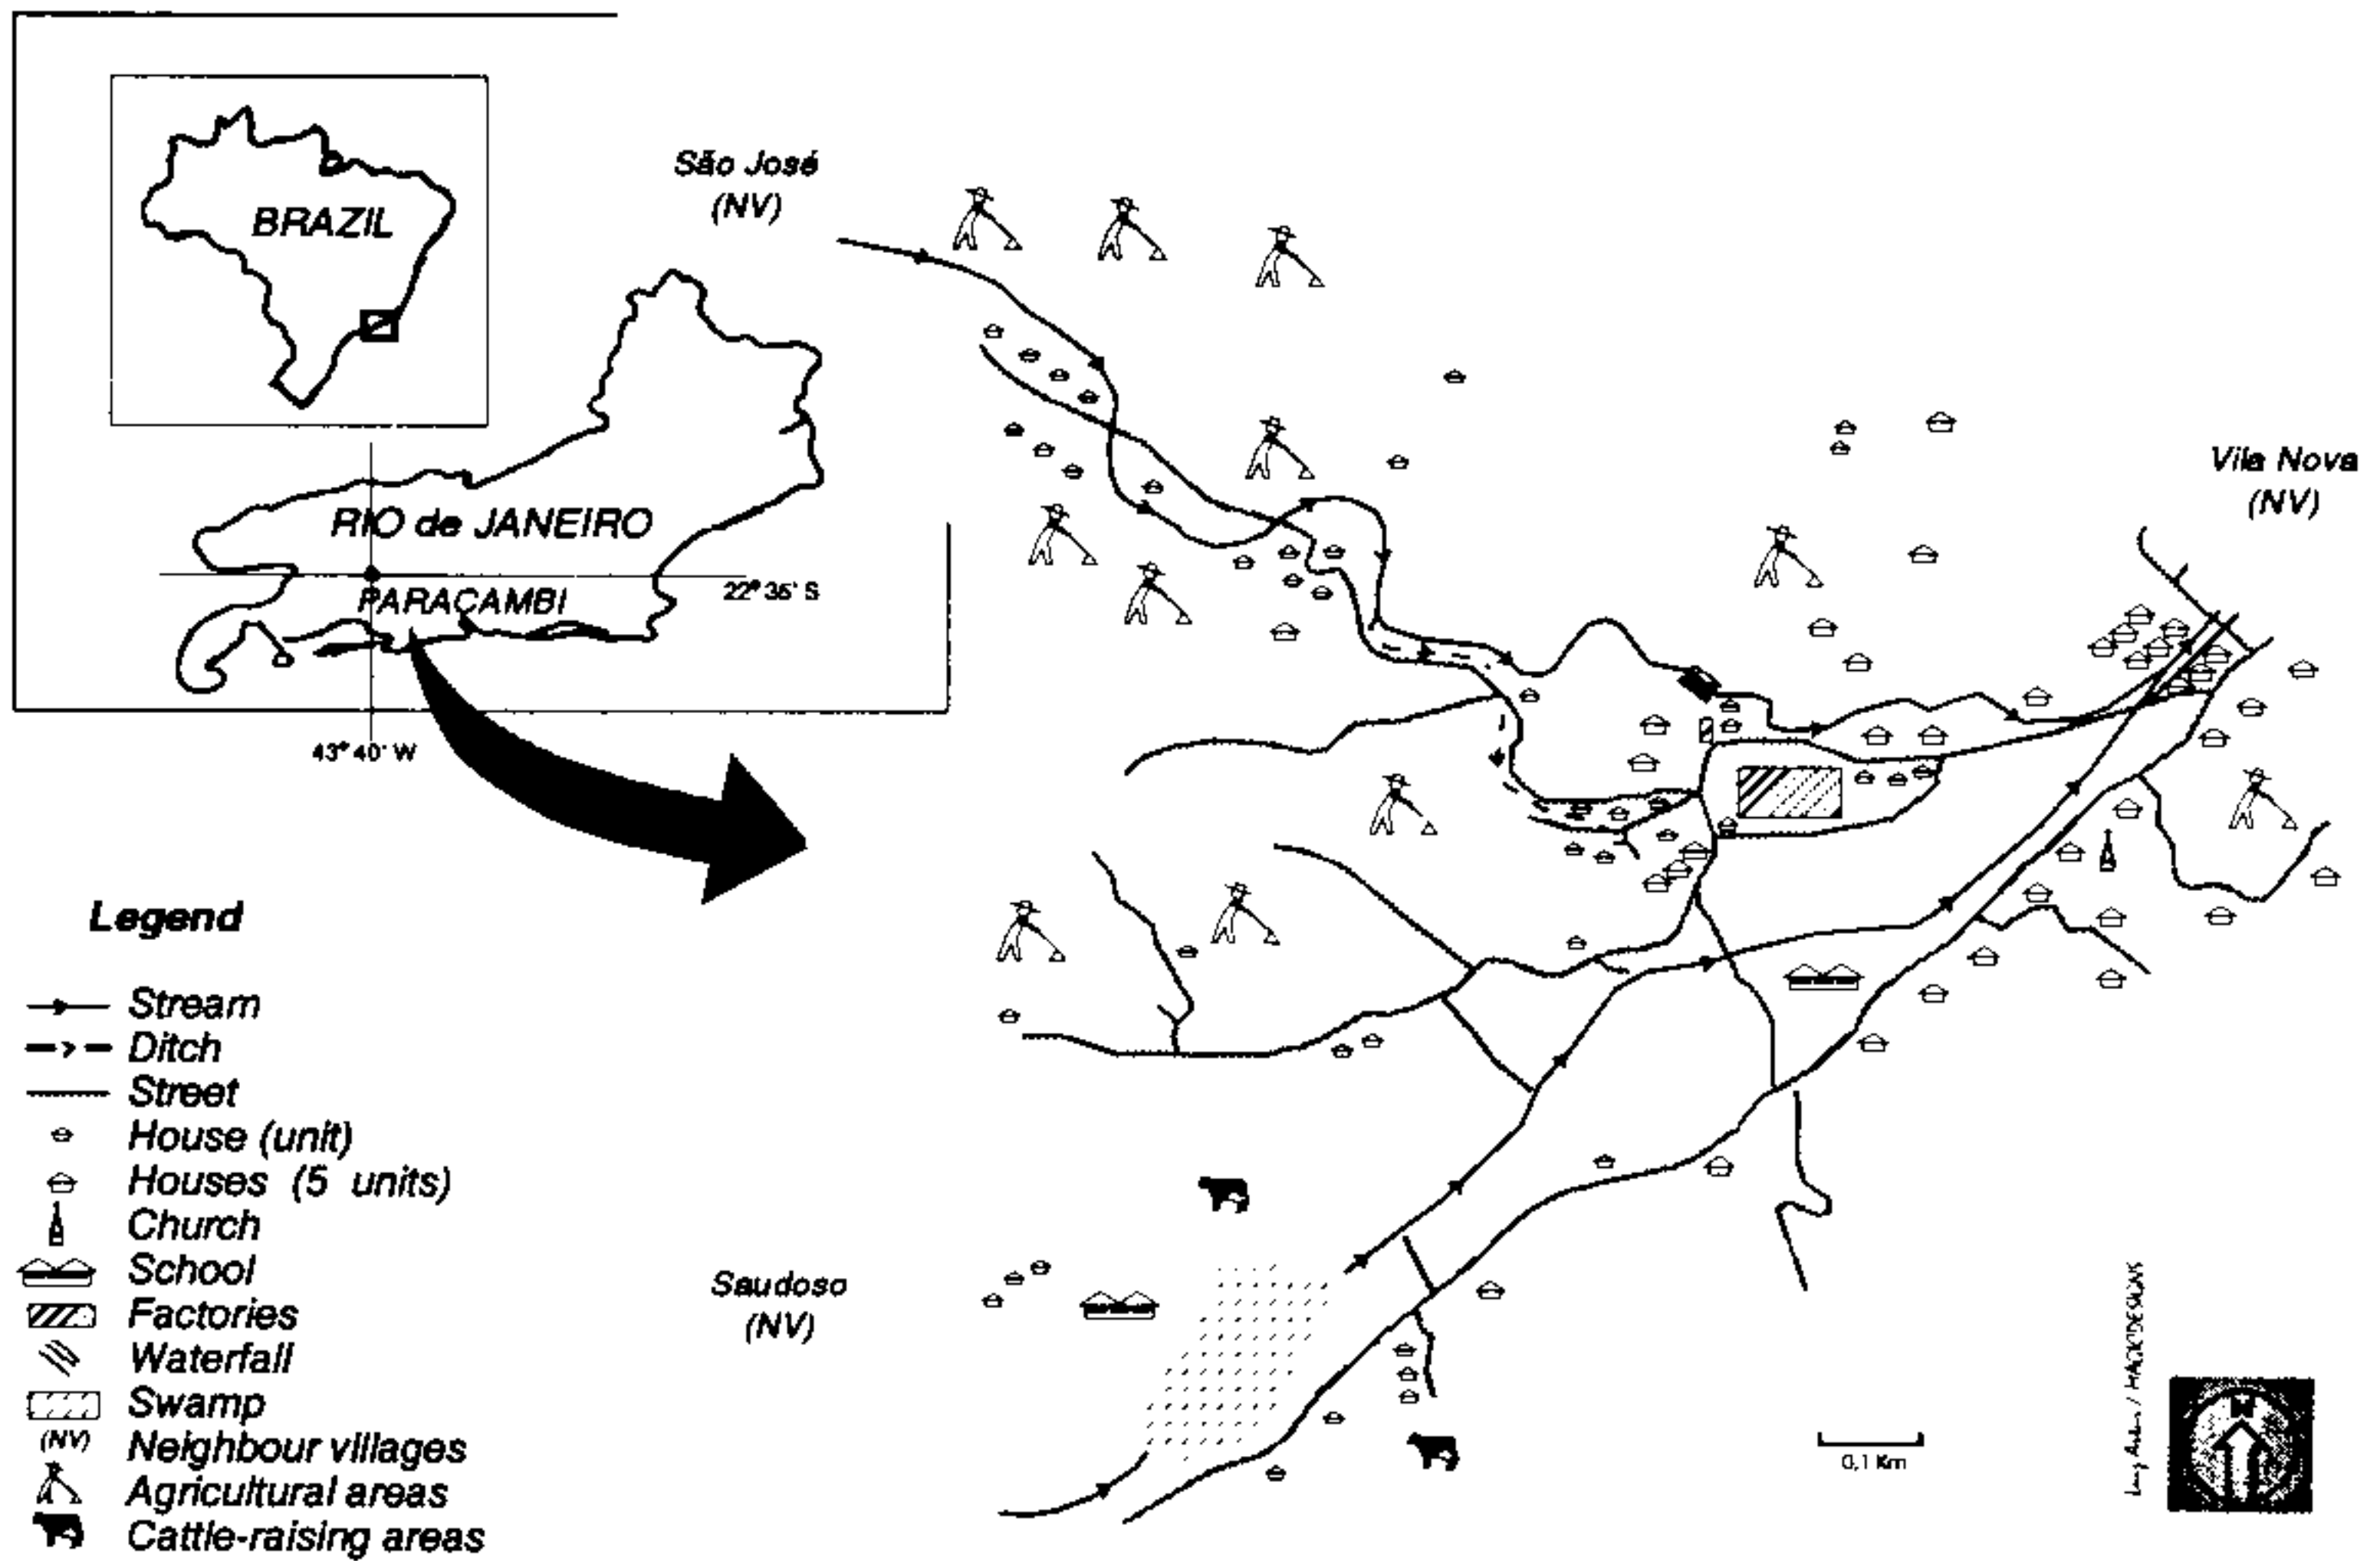 BRAZIL
RIO de JANEIRO
PARACAMBI
22° 35' S
43° 40' W
São José
(NV)
Vila Nova
(NV)
Saudoso
(NV)
Legend
Stream
Ditch
Street
House (unit)
Houses (5 units)
Church
School
Factories
Waterfall
Swamp
(NV) Neighbour villages
Agricultural areas
Cattle-raising areas
0,1 Km
N